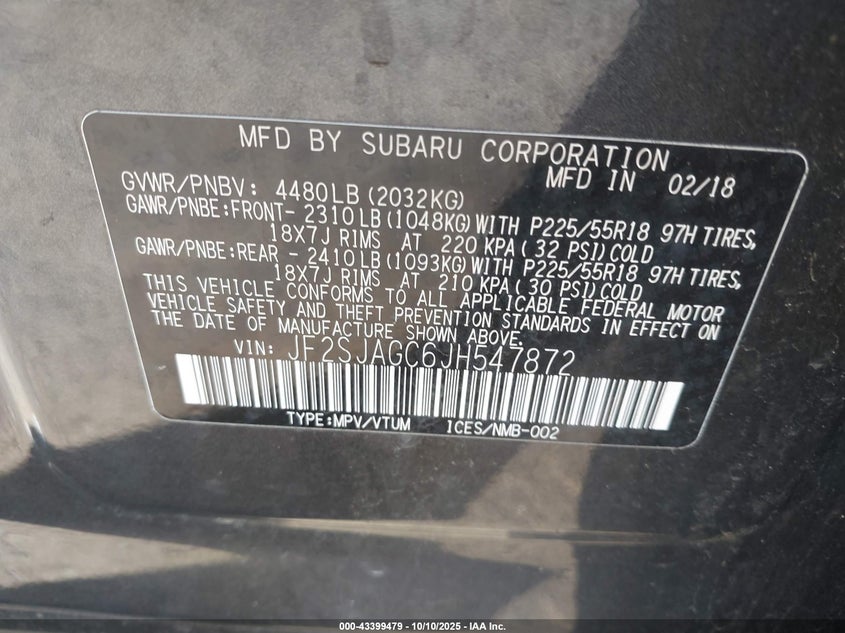 MFD BY SUBARU CORPORATION
MFD IN 02/18
GVWR/PNBV: 4480LB (2032KG)
GAWR/PNBE:FRONT- 2310LB (1048KG) WITH P225/55R18 97H TIRES,
18X7J RIMS AT 220 KPA (32 PSI) COLD
GAWR/PNBE:REAR - 2410LB (1093KG) WITH P225/55R18 97H TIRES,
18X7J RIMS AT 210 KPA (30 PSI) COLD
THIS VEHICLE CONFORMS TO ALL APPLICABLE FEDERAL MOTOR
VEHICLE SAFETY AND THEFT PREVENTION STANDARDS IN EFFECT ON
THE DATE OF MANUFACTURE SHOWN ABOVE.
VIN: JF2SJAGC6JH547872
TYPE:MPV/VTUM ICES/NMB-002
000-43399479 - 10/10/2025 - IAA Inc.